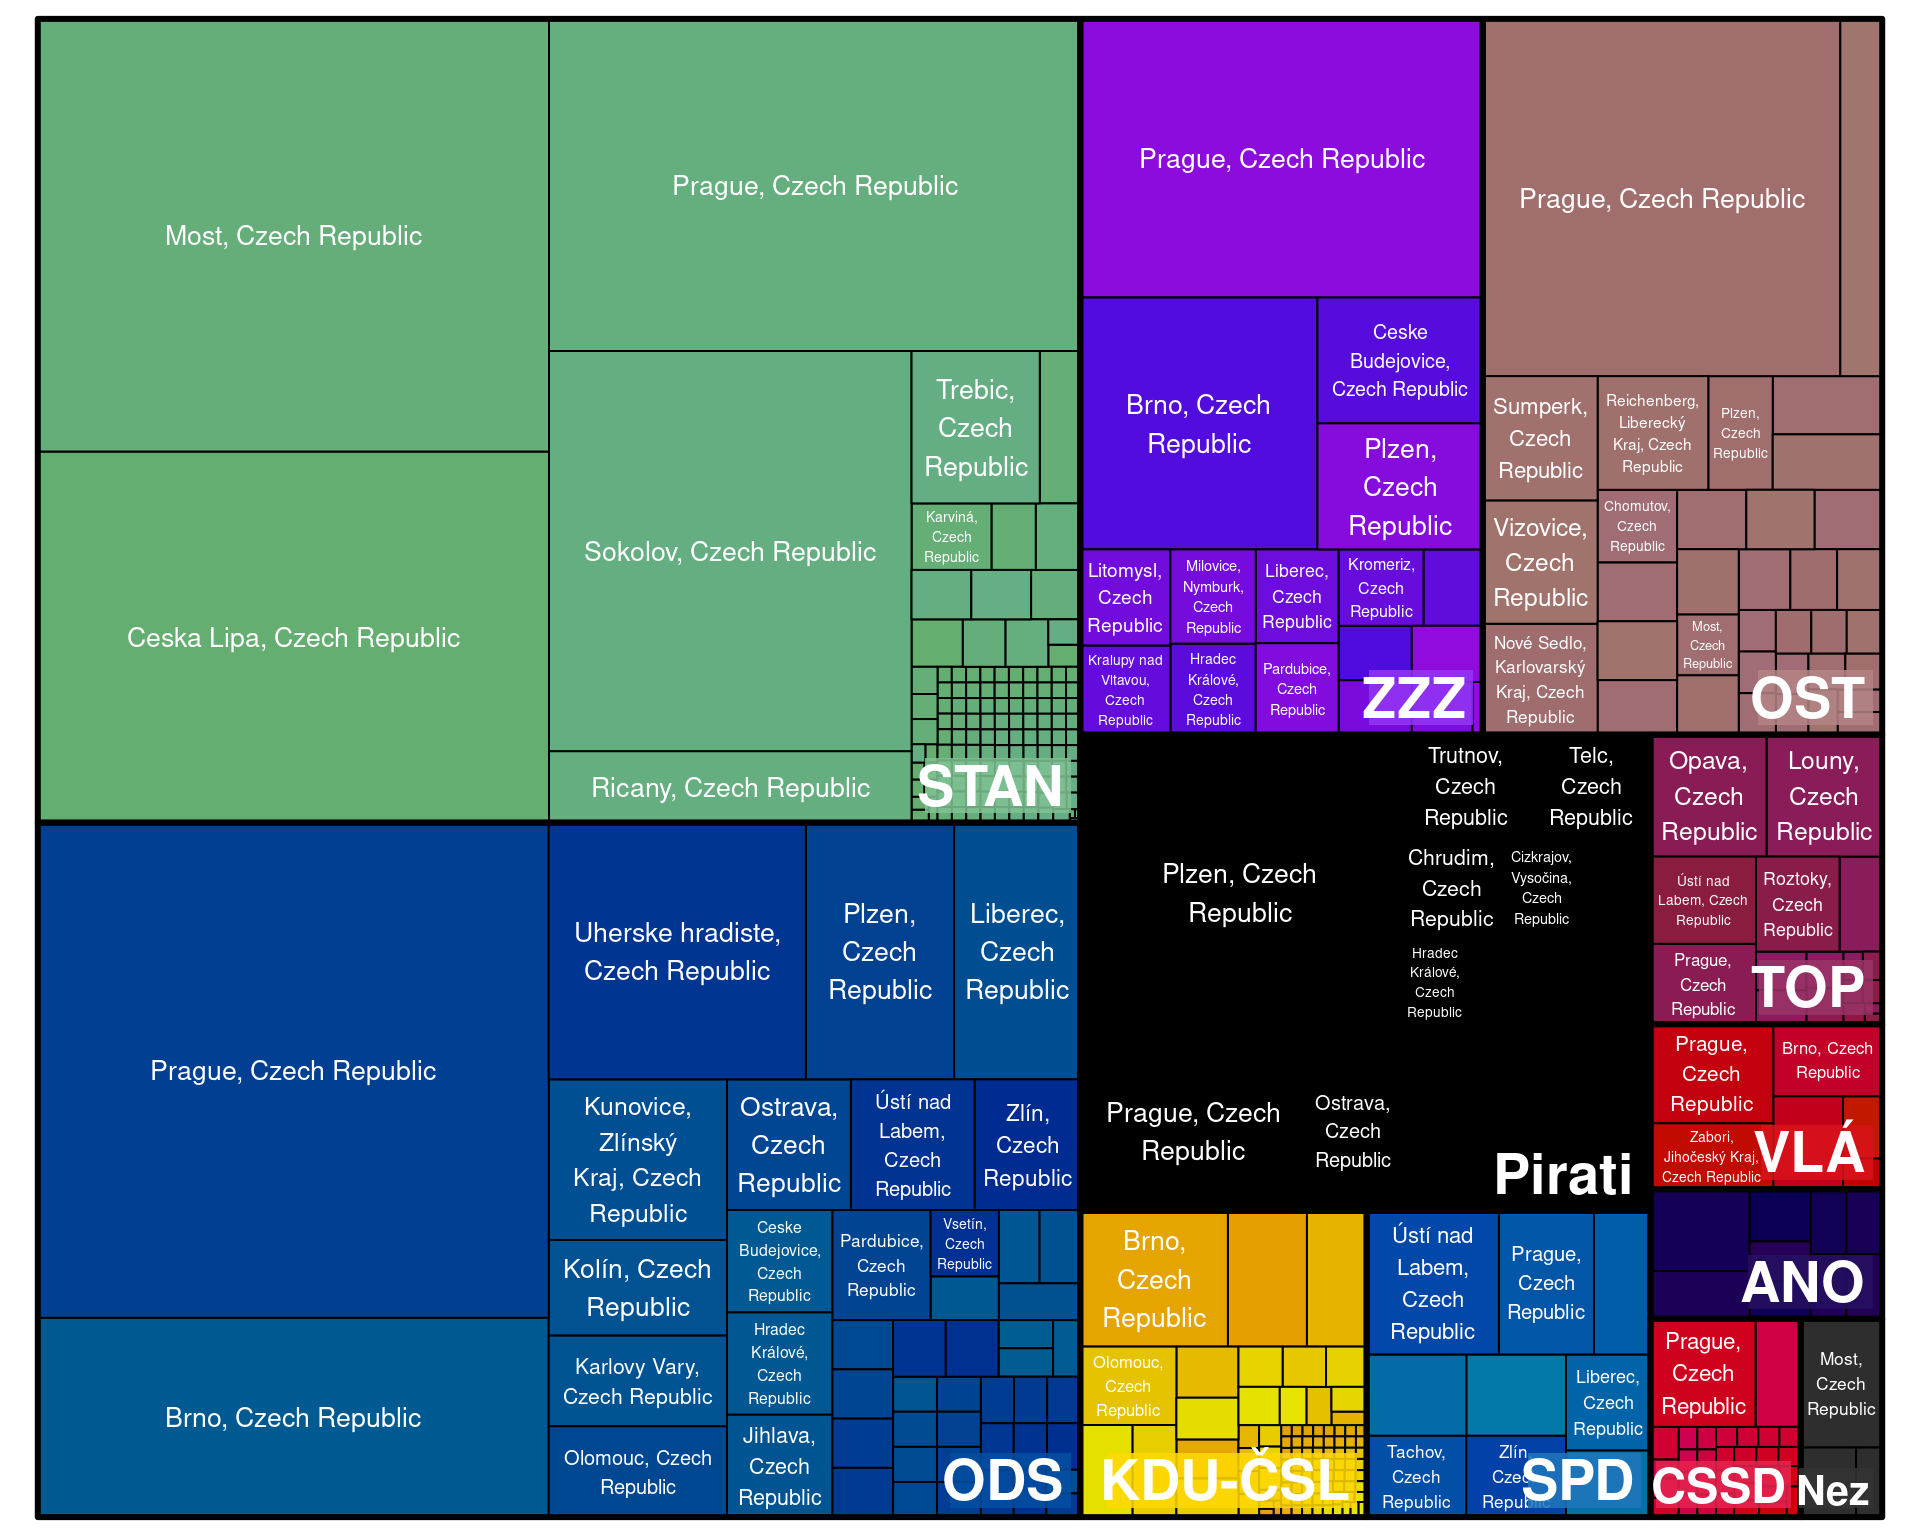 Most, Czech Republic
Prague, Czech Republic
Ceska Lipa, Czech Republic
Sokolov, Czech Republic
Trebic,
Czech
Republic
Karviná,
Czech
Republic
Ricany, Czech Republic
STAN
Prague, Czech Republic
Brno, Czech
Republic
Ceske
Budejovice,
Czech Republic
Plzen,
Czech
Republic
Litomysl,
Czech
Republic
Milovice,
Nymburk,
Czech
Republic
Liberec,
Czech
Republic
Kromeriz,
Czech
Republic
Kralupy nad
Vltavou,
Czech
Republic
Hradec
Králové,
Czech
Republic
Pardubice,
Czech
Republic
ZZZ
Prague, Czech Republic
Sumperk,
Czech
Republic
Reichenberg,
Liberecký
Kraj, Czech
Republic
Plzen,
Czech
Republic
Vizovice,
Czech
Republic
Chomutov,
Czech
Republic
Nové Sedlo,
Karlovarský
Kraj, Czech
Republic
Most,
Czech
Republic
OST
Prague, Czech Republic
Brno, Czech Republic
Uherske hradiste,
Czech Republic
Plzen,
Czech
Republic
Liberec,
Czech
Republic
Kunovice,
Zlínský
Kraj, Czech
Republic
Ostrava,
Czech
Republic
Ústí nad
Labem,
Czech
Republic
Zlín,
Czech
Republic
Kolín, Czech
Republic
Karlovy Vary,
Czech Republic
Olomouc, Czech
Republic
Ceske
Budejovice,
Czech
Republic
Pardubice,
Czech
Republic
Vsetín,
Czech
Republic
Hradec
Králové,
Czech
Republic
Jihlava,
Czech
Republic
ODS
Plzen, Czech
Republic
Trutnov,
Czech
Republic
Telc,
Czech
Republic
Chrudim,
Czech
Republic
Cizkrajov,
Vysočina,
Czech
Republic
Hradec
Králové,
Czech
Republic
Prague, Czech
Republic
Ostrava,
Czech
Republic
Pirati
Opava,
Czech
Republic
Louny,
Czech
Republic
Ústí nad
Labem, Czech
Republic
Roztoky,
Czech
Republic
Prague,
Czech
Republic
TOP
Prague,
Czech
Republic
Brno, Czech
Republic
Zabori,
Jihočeský Kraj,
Czech Republic
VLÁ
ANO
Brno,
Czech
Republic
Olomouc,
Czech
Republic
KDU-ČSL
Ústí nad
Labem,
Czech
Republic
Prague,
Czech
Republic
Liberec,
Czech
Republic
Tachov,
Czech
Republic
Zlín
Czech
Republic
SPD
Prague,
Czech
Republic
CSSD
Most,
Czech
Republic
Nez